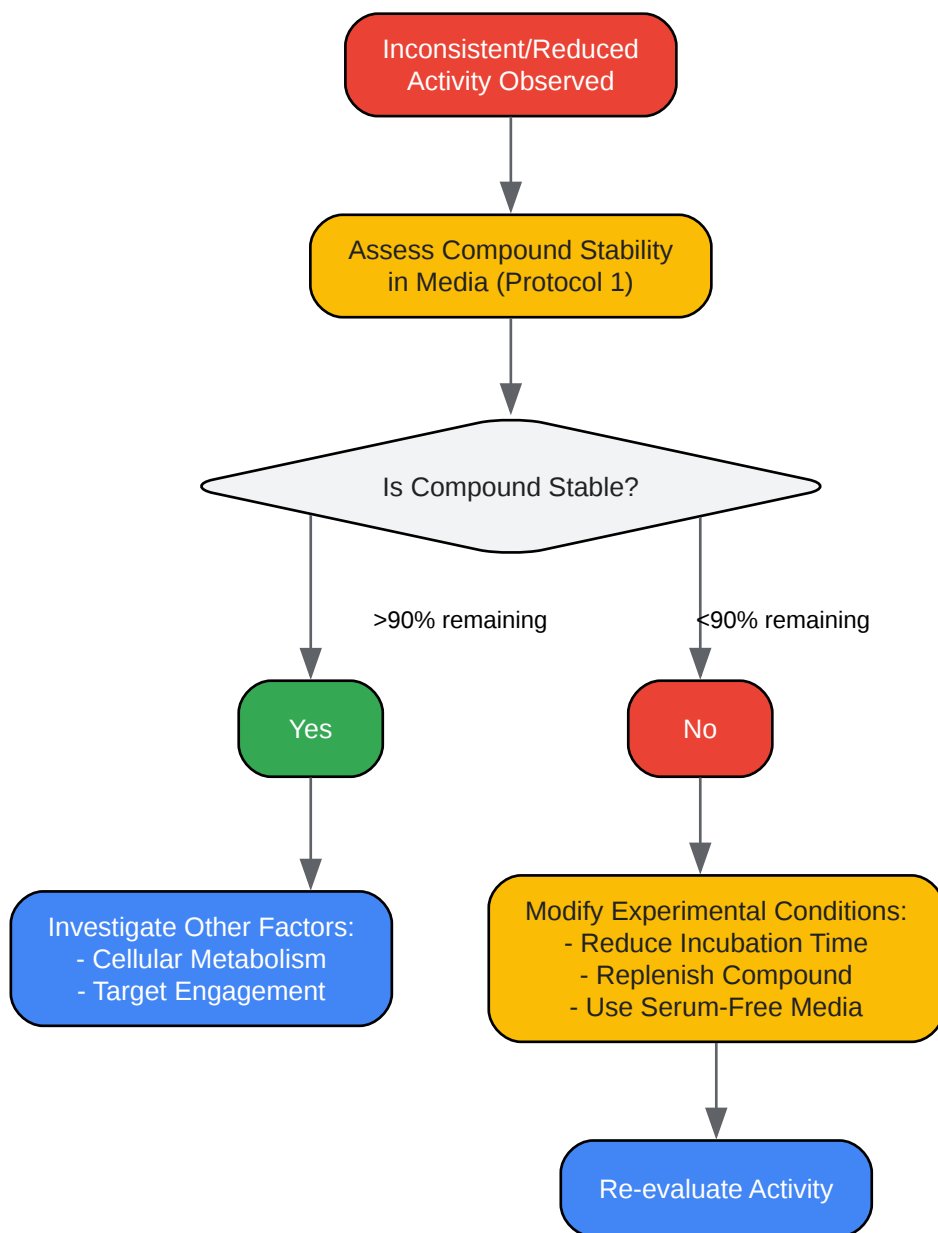 Inconsistent/Reduced
Activity Observed
Assess Compound Stability
in Media (Protocol 1)
Is Compound Stable?
>90% remaining
<90% remaining
Yes
No
Investigate Other Factors:
- Cellular Metabolism
- Target Engagement
Modify Experimental Conditions:
- Reduce Incubation Time
- Replenish Compound
- Use Serum-Free Media
Re-evaluate Activity